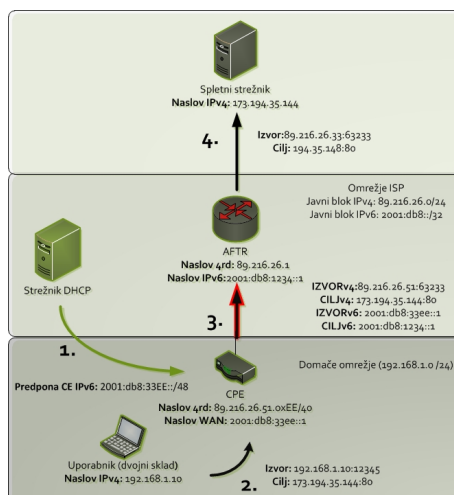 Spletni strežnik
Naslov IPv4: 173.194.35.144
4.
Izvor:89.216.26.33:63233
Cilj: 194.35.148:80
Omrežje ISP
Javni blok IPv4: 89.216.26.0/24
Javni blok IPv6: 2001:db8::/32
AFTR
Naslov 4rd: 89.216.26.1
Naslov IPv6:2001:db8:1234::1
Strežnik DHCP
IZVORv4:89.216.26.51:63233
CILJv4: 173.194.35.144:80
IZVORv6: 2001:db8:33ee::1
CILJv6: 2001:db8:1234::1
3.
1.
Domače omrežje (192.168.1.0 /24)
Predpona CE IPv6: 2001:db8:33EE::/48
CPE
Naslov 4rd: 89.216.26.51.0xEE/40
Naslov WAN: 2001:db8:33ee::1
Uporabnik (dvojni sklad)
Naslov IPv4: 192.168.1.10
2.
Izvor: 192.168.1.10:12345
Cilj: 173.194.35.144:80